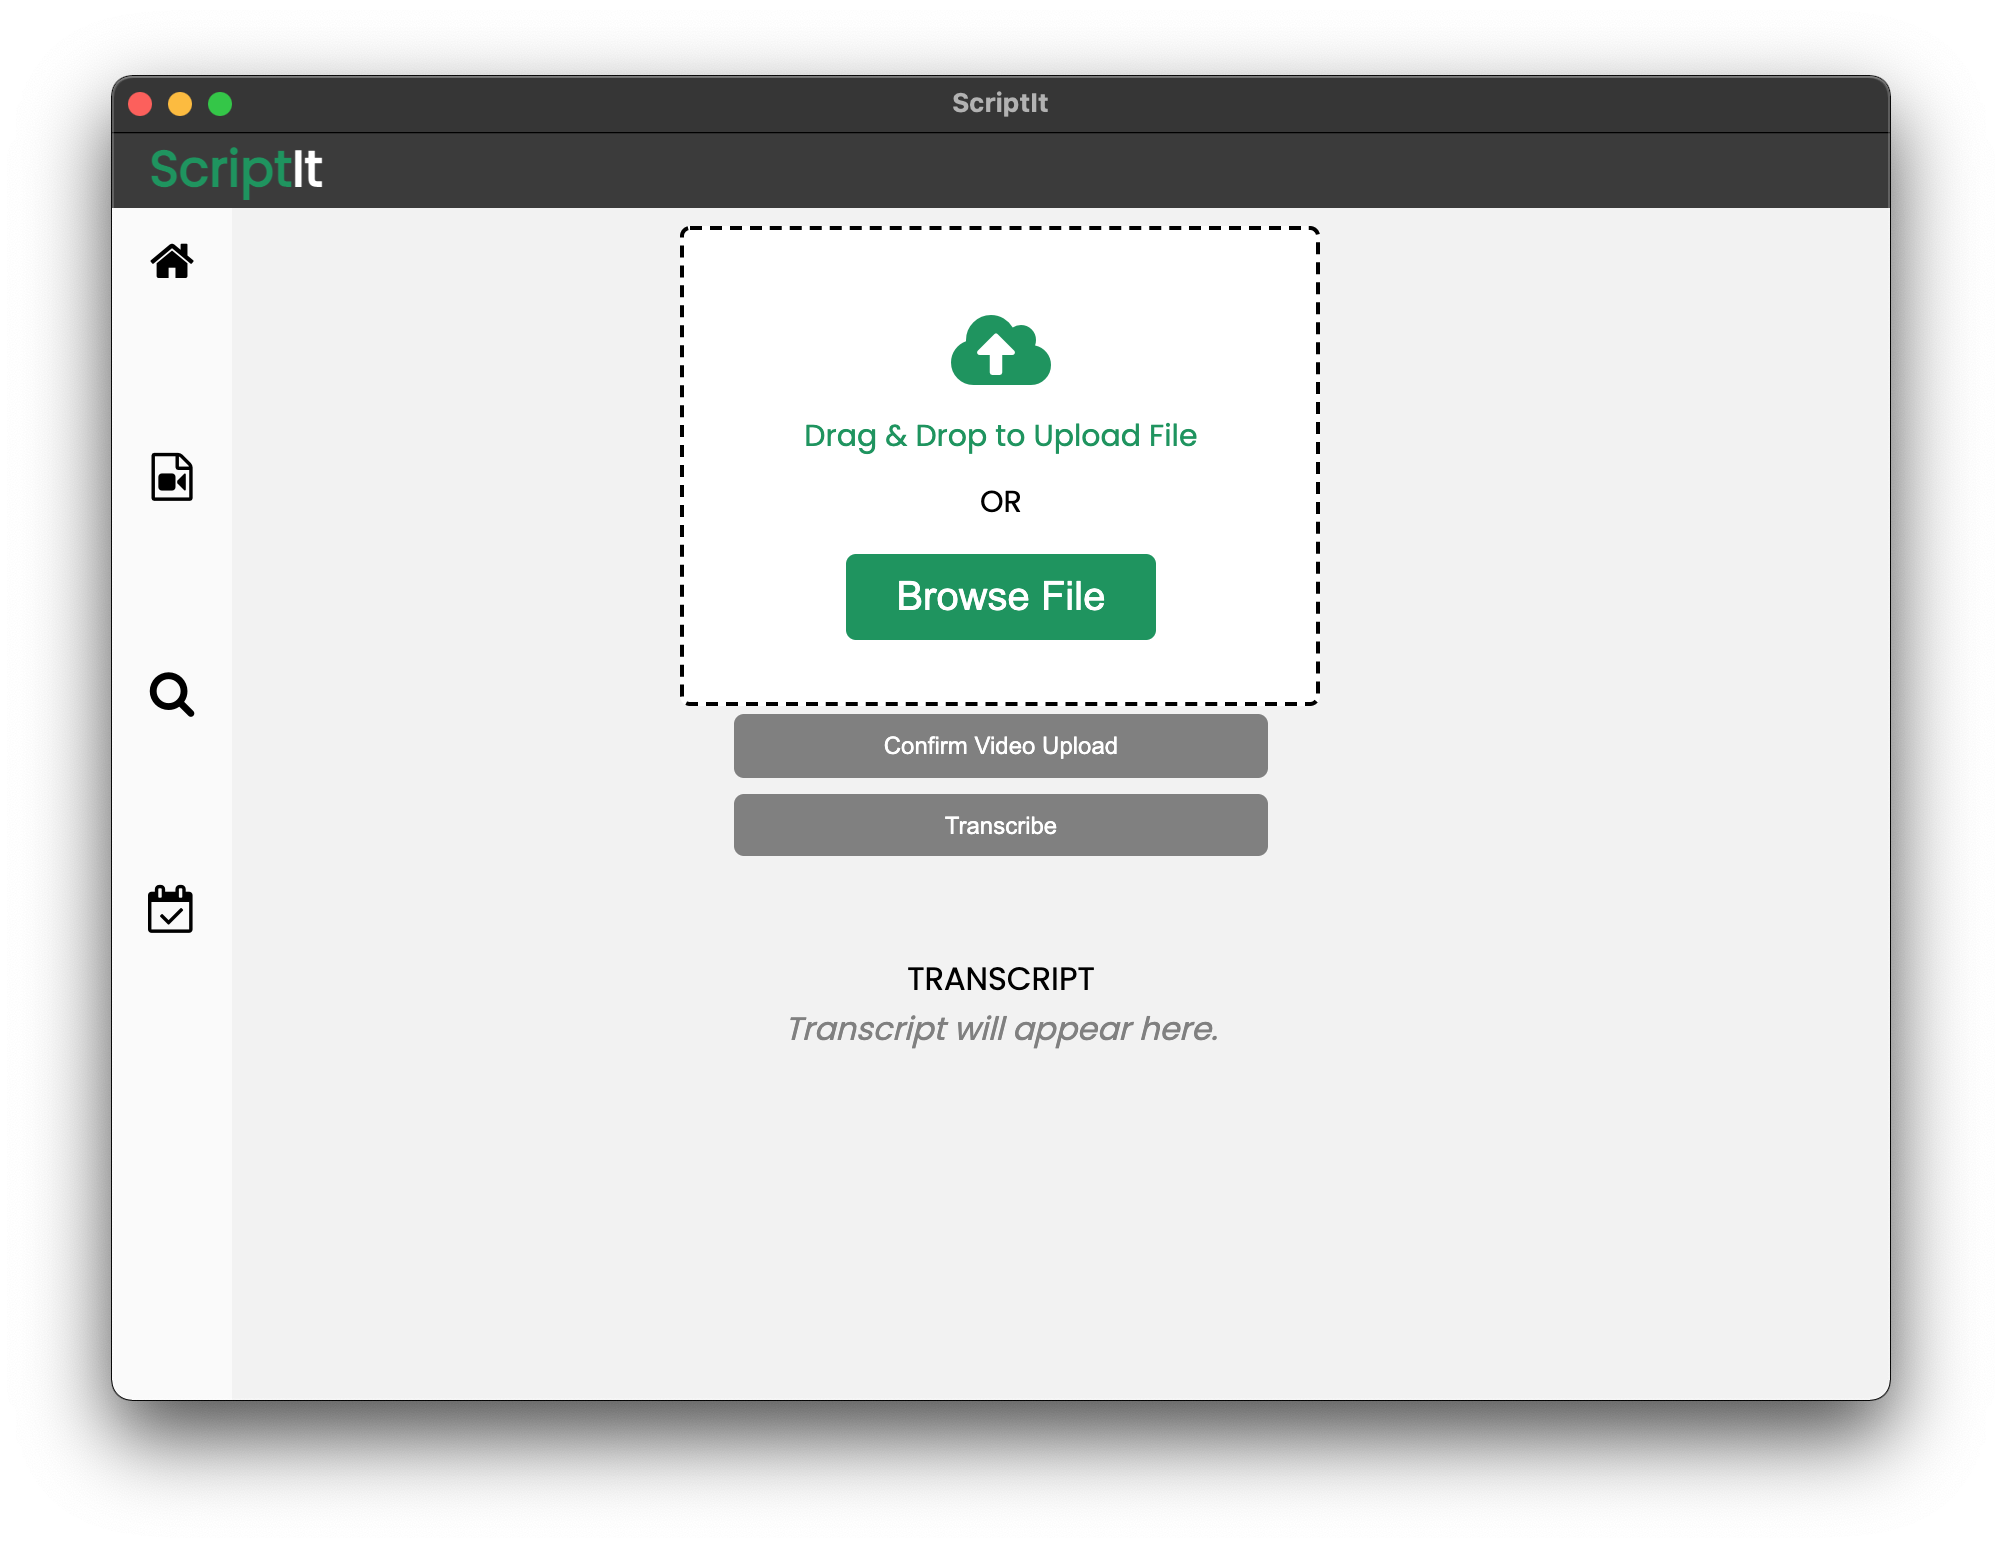 ScriptIt
ScriptIt
Drag & Drop to Upload File
OR
Browse File
Confirm Video Upload
Transcribe
TRANSCRIPT
Transcript will appear here.